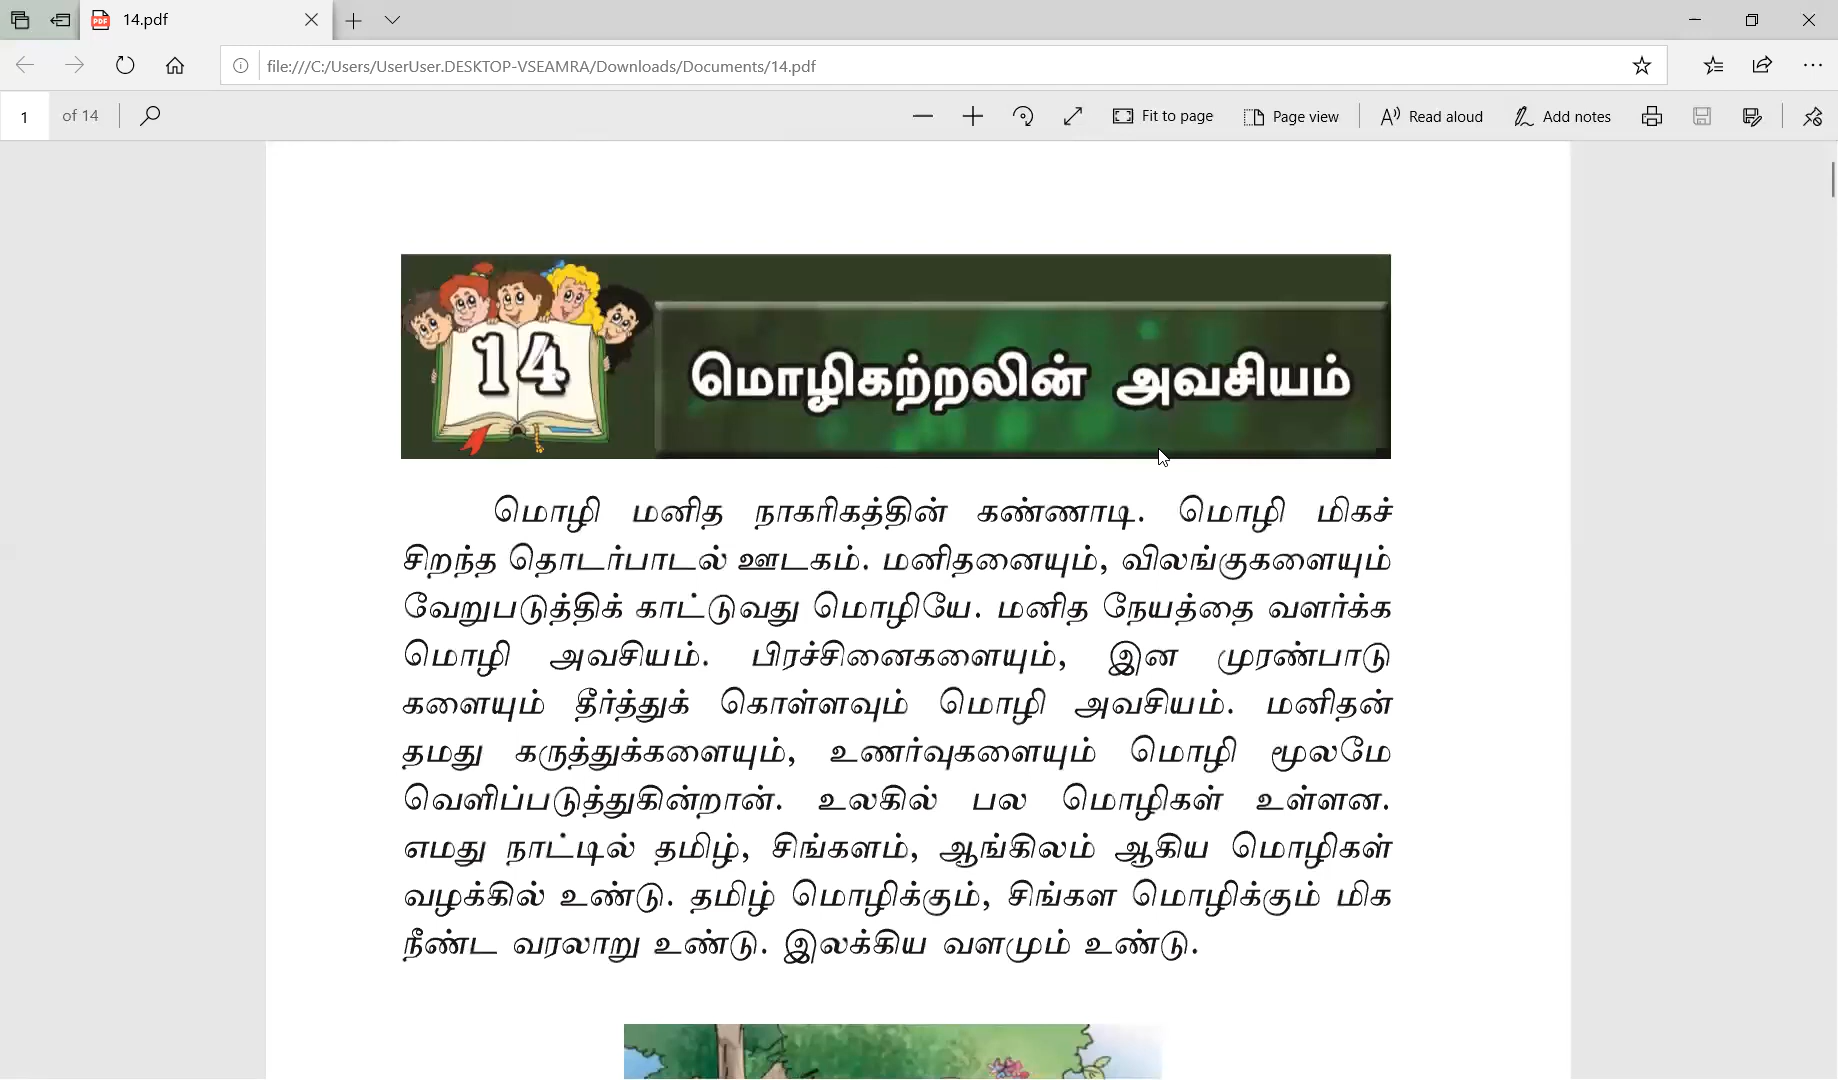 14.pdf
file:///C:/Users/UserUser.DESKTOP-VSEAMRA/Downloads/Documents/14.pdf
1 of 14 Fit to page Page view Read aloud Add notes
14 மொழிகற்றலின் அவசியம்
மொழி மனித நாகரிகத்தின் கண்ணாடி. மொழி மிகச்
சிறந்த தொடர்பாடல் ஊடகம். மனிதனையும், விலங்குகளையும்
வேறுபடுத்திக் காட்டுவது மொழியே. மனித நேயத்தை வளர்க்க
மொழி அவசியம். பிரச்சினைகளையும், இன முரண்பாடு
களையும் தீர்த்துக் கொள்ளவும் மொழி அவசியம். மனிதன்
தமது கருத்துக்களையும், உணர்வுகளையும் மொழி மூலமே
வெளிப்படுத்துகின்றான். உலகில் பல மொழிகள் உள்ளன.
எமது நாட்டில் தமிழ், சிங்களம், ஆங்கிலம் ஆகிய மொழிகள்
வழக்கில் உண்டு. தமிழ் மொழிக்கும், சிங்கள மொழிக்கும் மிக
நீண்ட வரலாறு உண்டு. இலக்கிய வளமும் உண்டு.